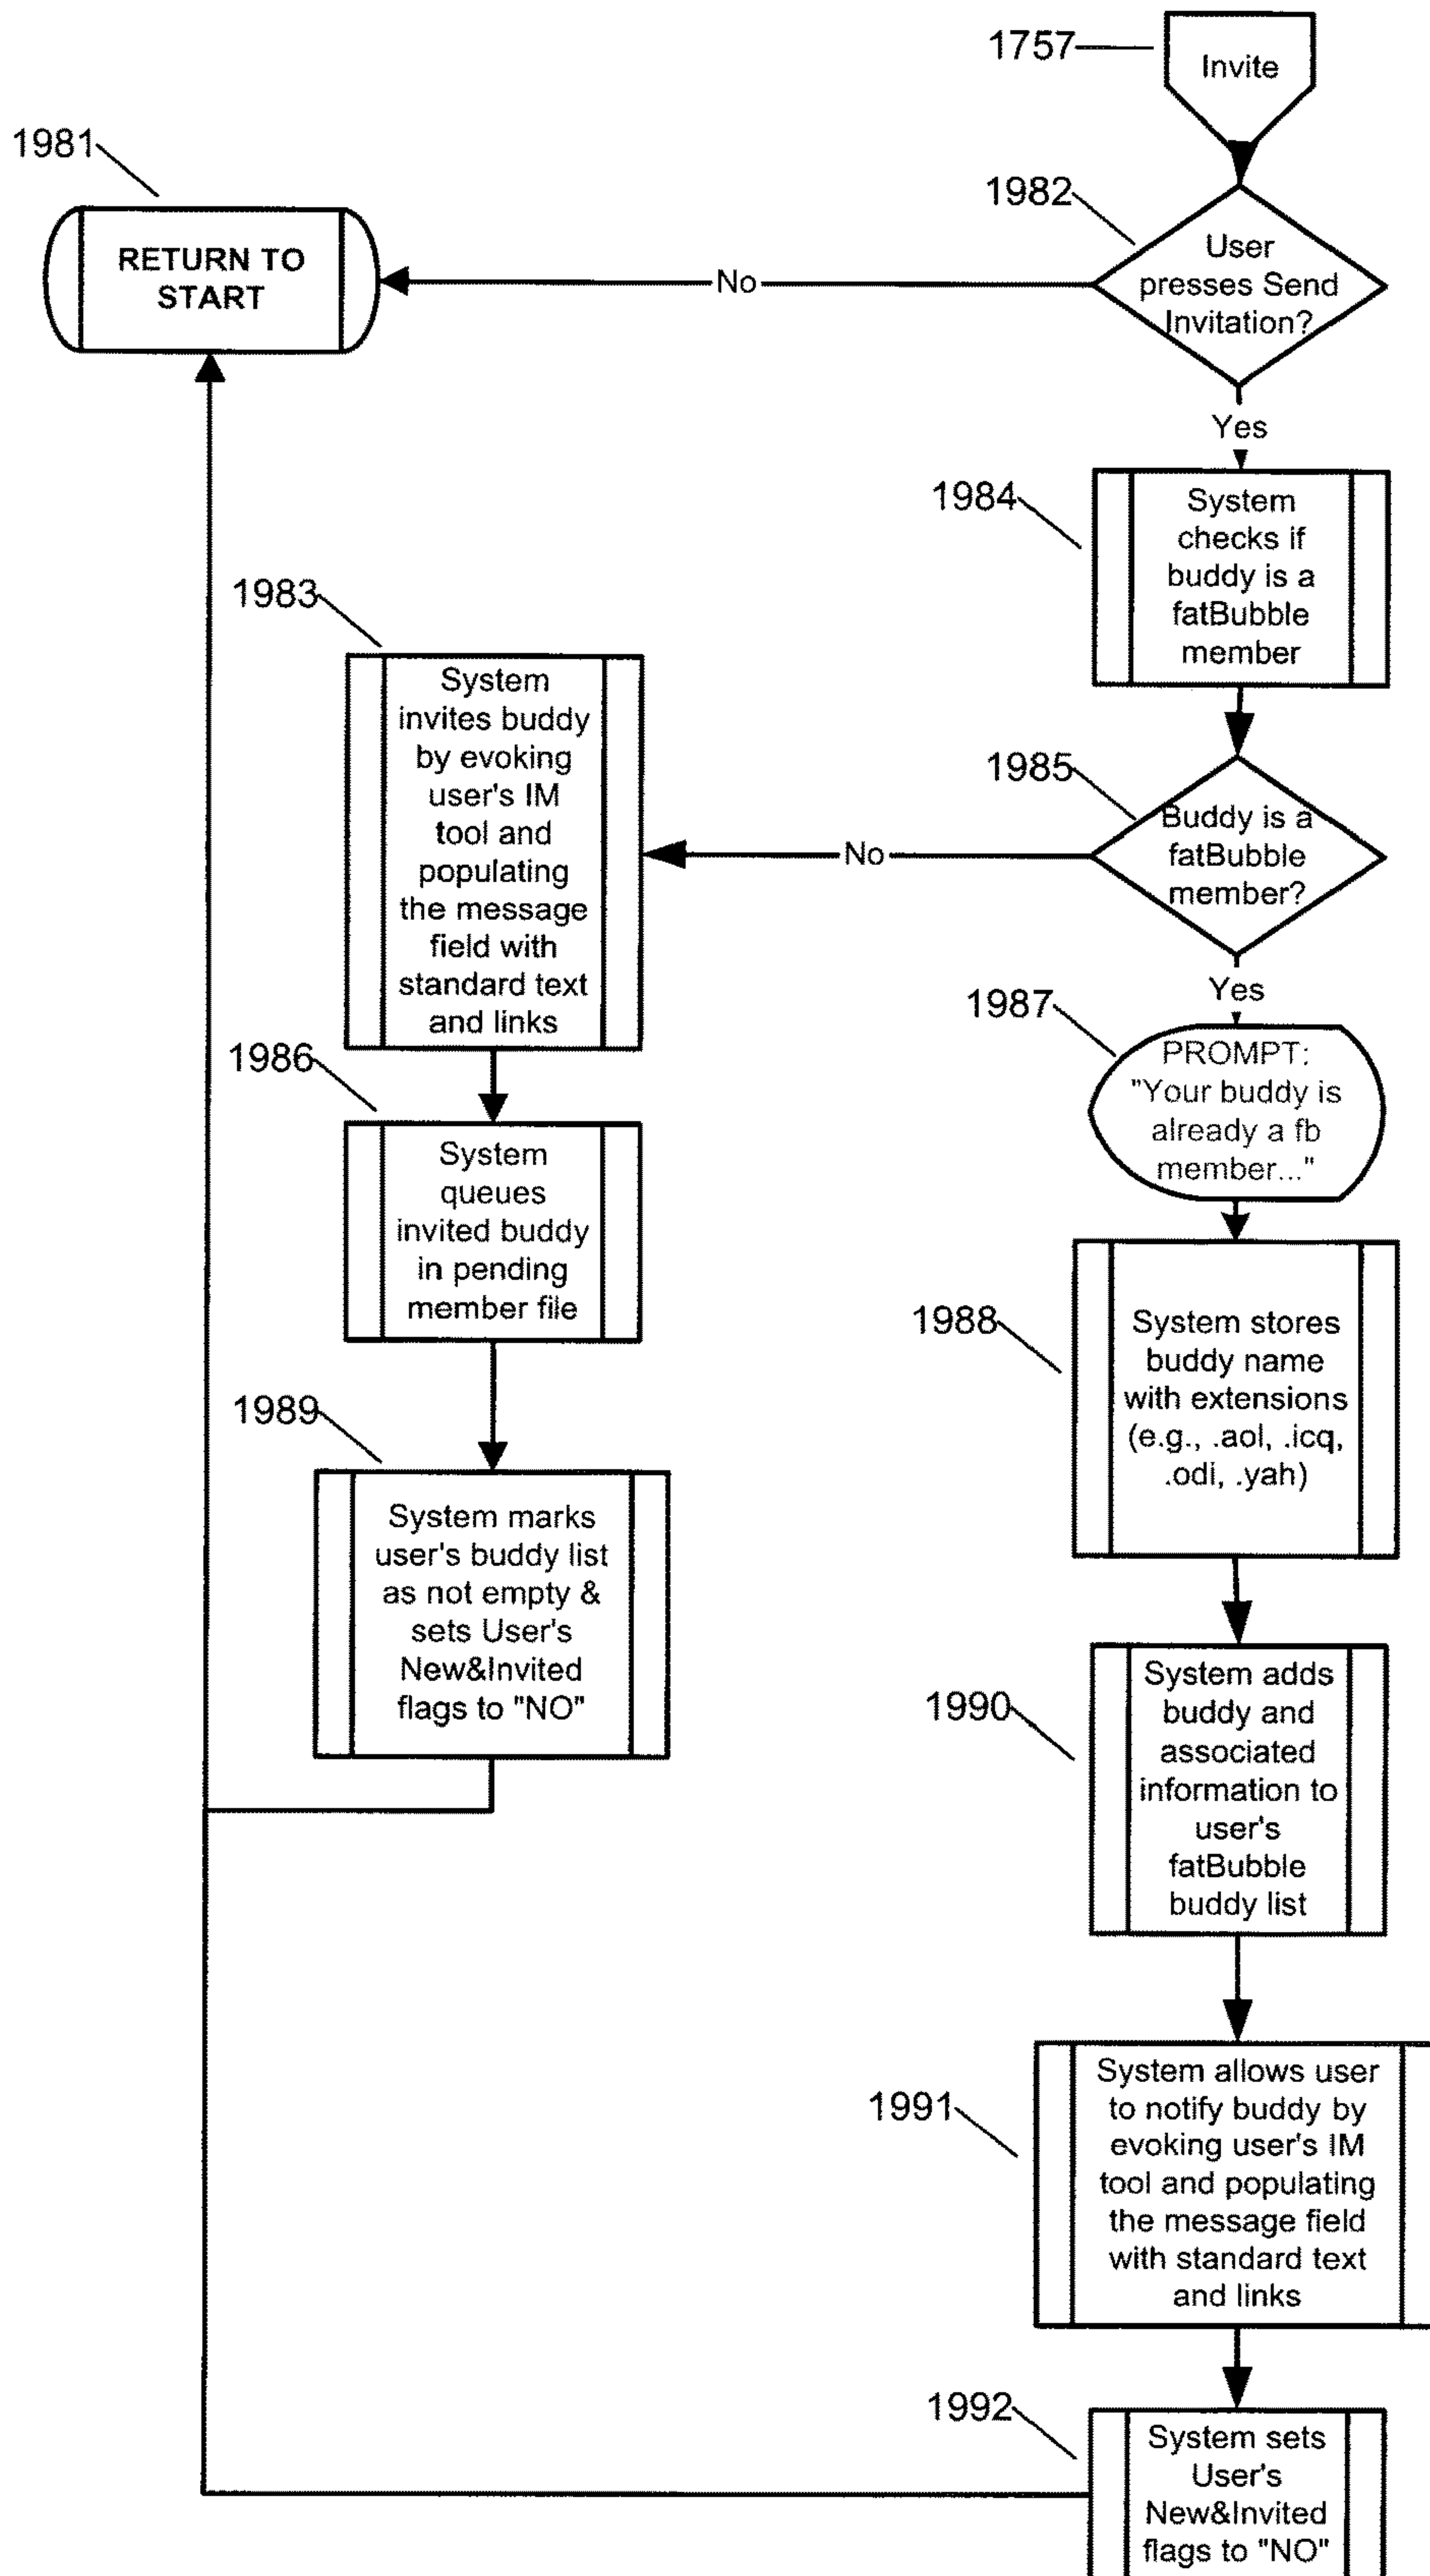 1757
Invite
1981
1982
RETURN TO
START
User
presses Send
Invitation?
No
Yes
1984
System
checks if
buddy is a
fatBubble
member
1983
System
invites buddy
by evoking
user's IM
tool and
populating
the message
field with
standard text
and links
1985
Buddy is a
fatBubble
member?
No
Yes
1987
PROMPT:
"Your buddy is
already a fb
member..."
1986
System
queues
invited buddy
in pending
member file
1988
System stores
buddy name
with extensions
(e.g., .aol, .icq,
.odi, .yah)
1989
System marks
user's buddy list
as not empty &
sets User's
New&Invited
flags to "NO"
1990
System adds
buddy and
associated
information to
user's
fatBubble
buddy list
1991
System allows user
to notify buddy by
evoking user's IM
tool and populating
the message field
with standard text
and links
1992
System sets
User's
New&Invited
flags to "NO"